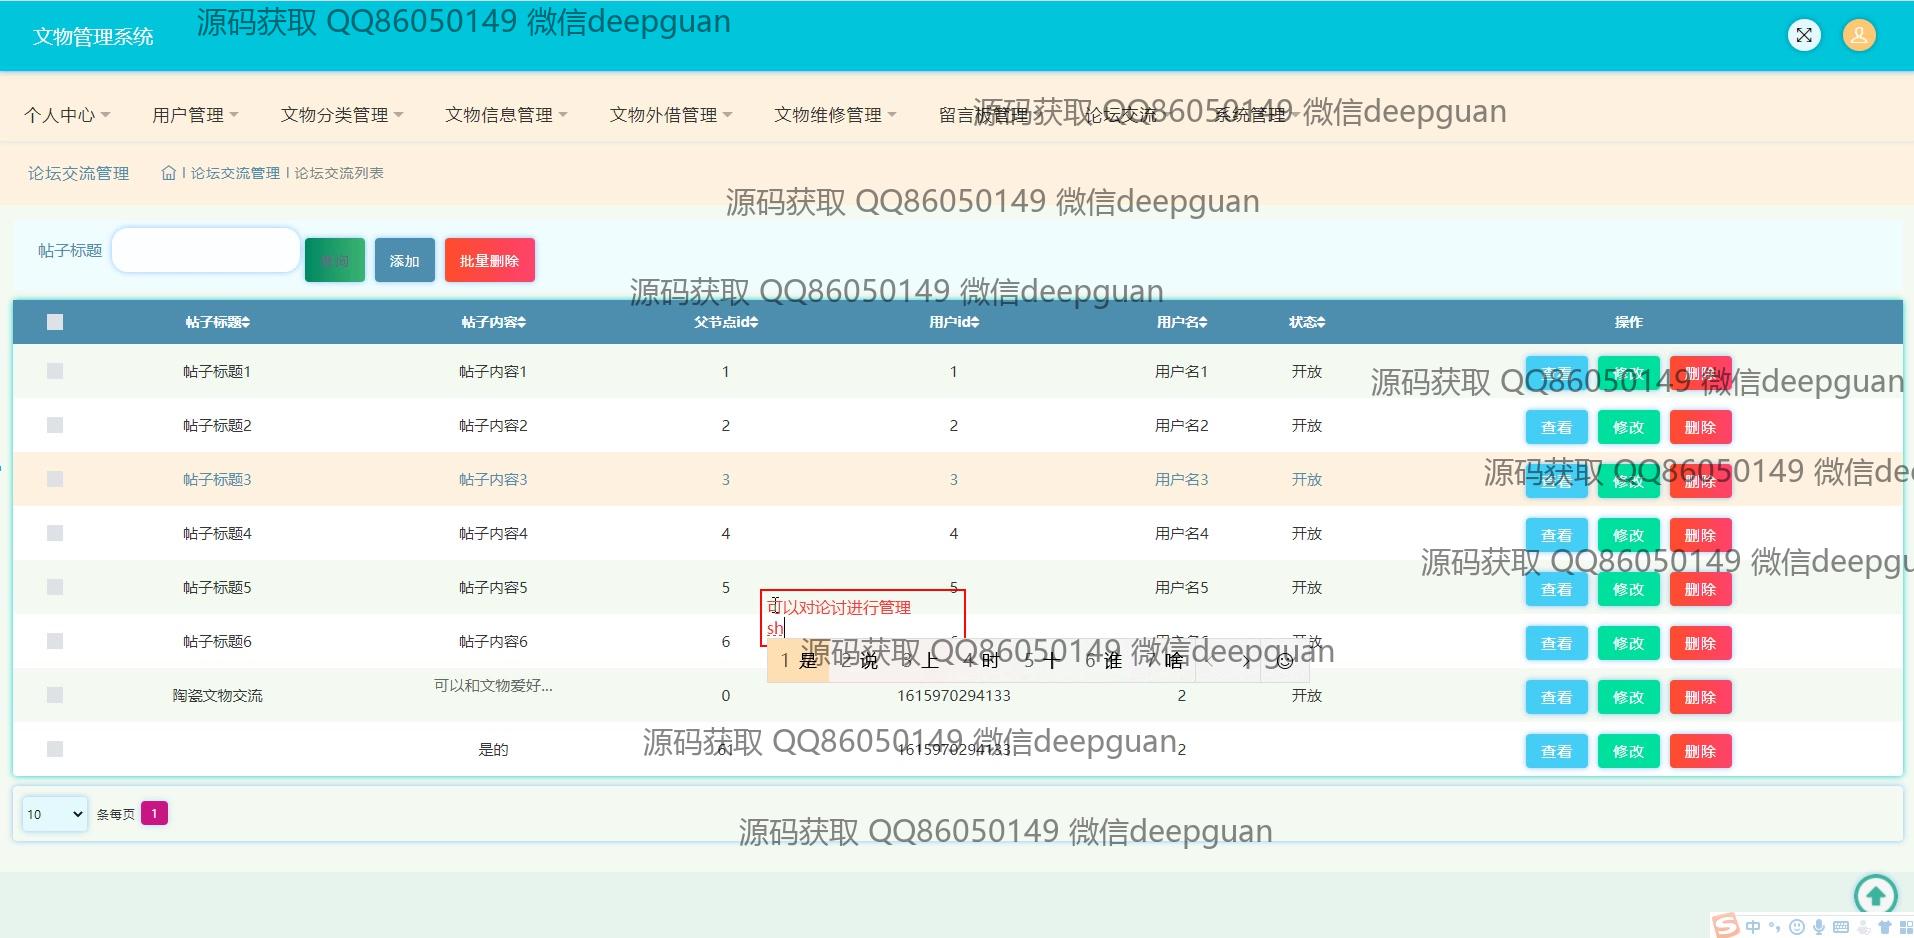 源码获取 QQ86050149 微信deepguan
文物管理系统
个人中心 用户管理 文物分类管理 文物信息管理 文物外借管理 文物维修管理 留言板管理 论坛交流 系统管理
源码获取 QQ86050149 微信deepguan
论坛交流管理 | 论坛交流管理 | 论坛交流列表
源码获取 QQ86050149 微信deepguan
帖子标题 查询 添加 批量删除
源码获取 QQ86050149 微信deepguan
帖子标题 帖子内容 父节点id 用户id 用户名 状态 操作
帖子标题1 帖子内容1 1 1 用户名1 开放 查看 修改 删除
源码获取 QQ86050149 微信deepguan
帖子标题2 帖子内容2 2 2 用户名2 开放 查看 修改 删除
帖子标题3 帖子内容3 3 3 用户名3 开放 查看 修改 删除
源码获取 QQ86050149 微信dee
帖子标题4 帖子内容4 4 4 用户名4 开放 查看 修改 删除
源码获取 QQ86050149 微信deepgu
帖子标题5 帖子内容5 5 5 用户名5 开放 查看 修改 删除
可以对论讨进行管理
sh
帖子标题6 帖子内容6 6 6 用户名6 开放 查看 修改 删除
源码获取 QQ86050149 微信deepguan
1 是 2 说 3 上 4 时 5 十 6 谁 7 啥
陶瓷文物交流 可以和文物爱好... 0 1615970294133 2 开放 查看 修改 删除
源码获取 QQ86050149 微信deepguan
是的 61 1615970294133 2 查看 修改 删除
10 条每页 1
源码获取 QQ86050149 微信deepguan
中